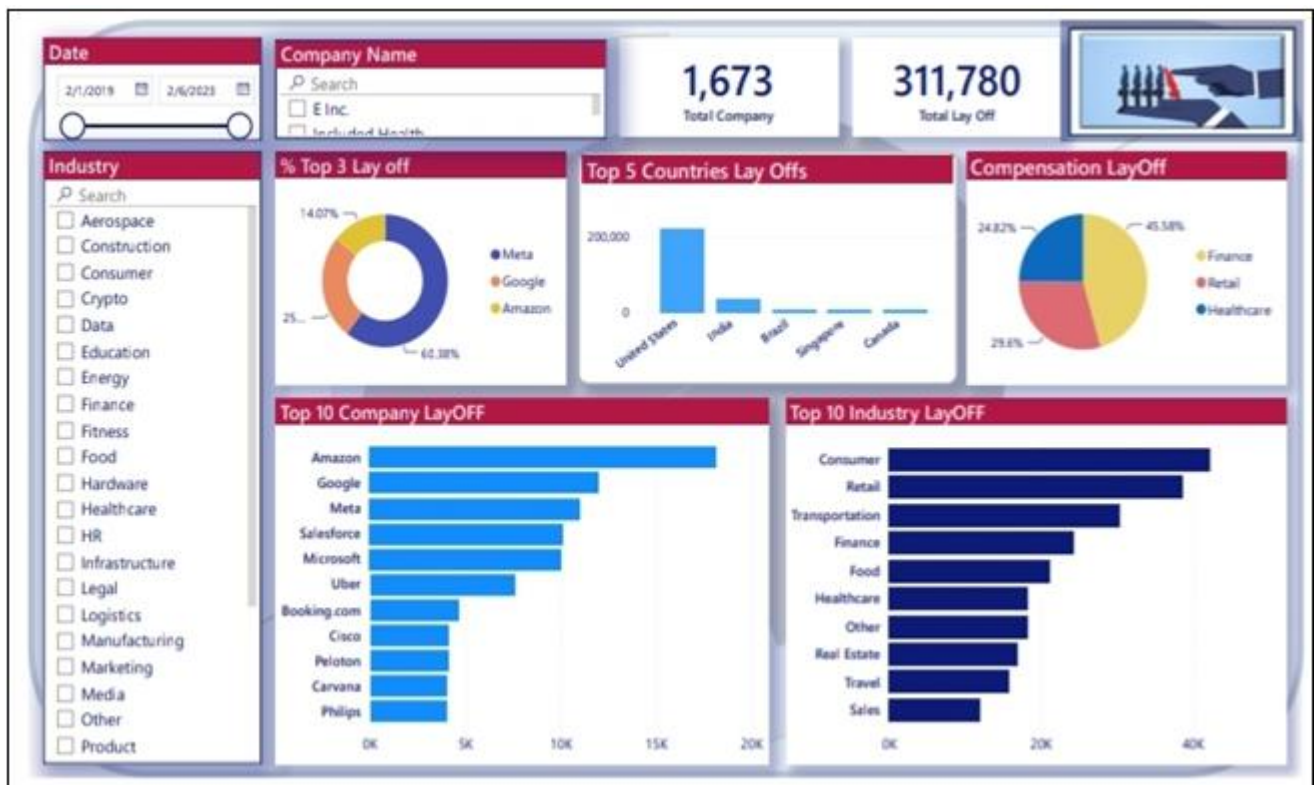 Date
2/1/2019 2/6/2023
Company Name
Search
E Inc.
Included Health
1,673
Total Company
311,780
Total Lay Off
Industry
Search
Aerospace
Construction
Consumer
Crypto
Data
Education
Energy
Finance
Fitness
Food
Hardware
Healthcare
HR
Infrastructure
Legal
Logistics
Manufacturing
Marketing
Media
Other
Product
% Top 3 Lay off
14.07%
25...
60.38%
Meta
Google
Amazon
Top 5 Countries Lay Offs
200,000
0
United States
India
Brazil
Singapore
Canada
Compensation LayOff
24.82%
45.58%
29.6%
Finance
Retail
Healthcare
Top 10 Company LayOFF
Amazon
Google
Meta
Salesforce
Microsoft
Uber
Booking.com
Cisco
Peloton
Carvana
Philips
0K 5K 10K 15K 20K
Top 10 Industry LayOFF
Consumer
Retail
Transportation
Finance
Food
Healthcare
Other
Real Estate
Travel
Sales
0K 20K 40K